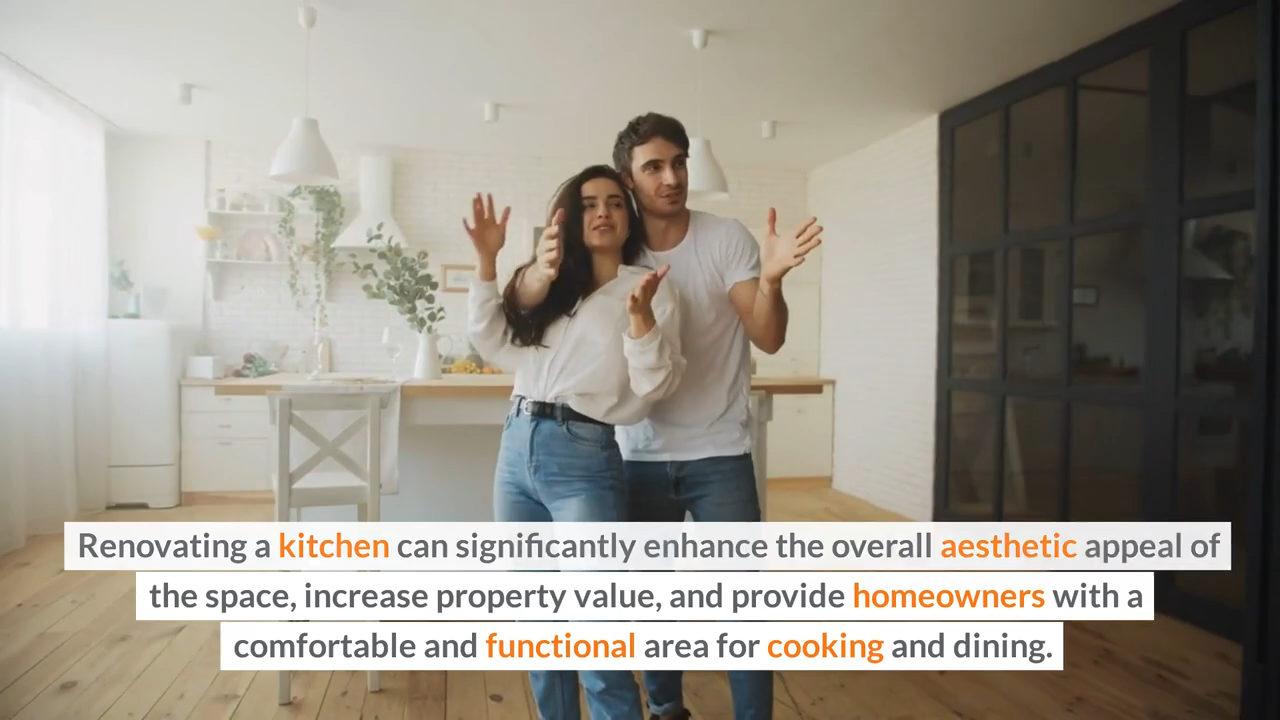 Renovating a kitchen can significantly enhance the overall aesthetic appeal of
the space, increase property value, and provide homeowners with a
comfortable and functional area for cooking and dining.